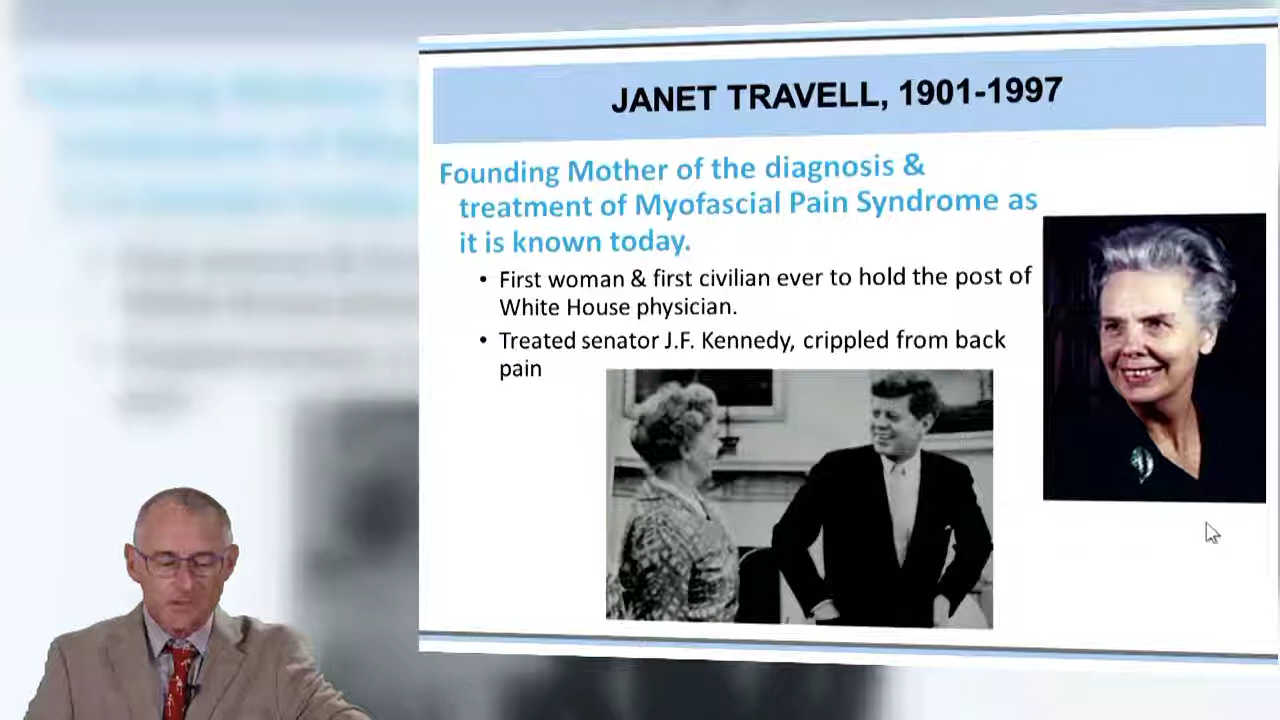 JANET TRAVELL, 1901-1997
Founding Mother of the diagnosis &
treatment of Myofascial Pain Syndrome as
it is known today.
• First woman & first civilian ever to hold the post of
White House physician.
• Treated senator J.F. Kennedy, crippled from back
pain